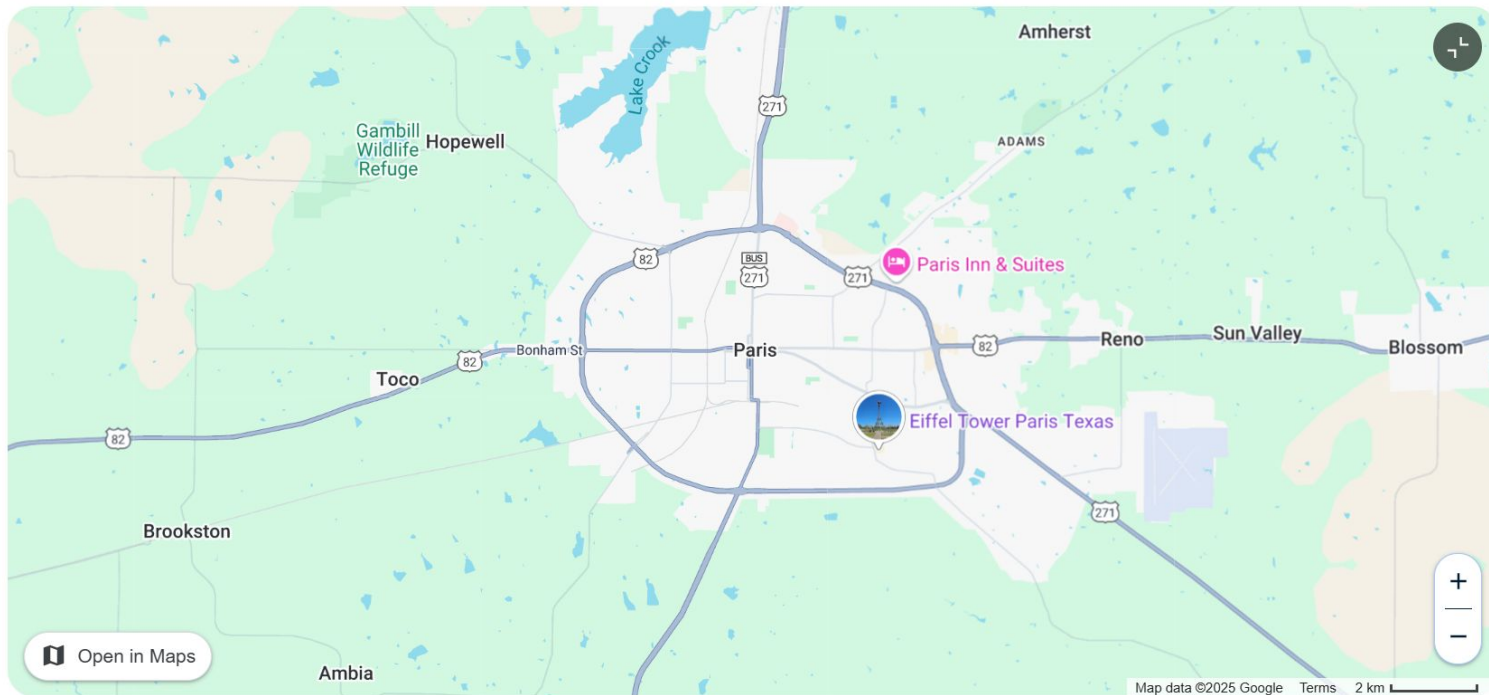 Amherst
Lake Crook
271
Gambill
Wildlife
Refuge
Hopewell
ADAMS
82
BUS
271
271
Paris Inn & Suites
82
Bonham St
Paris
82
Reno
Sun Valley
Blossom
Toco
82
Eiffel Tower Paris Texas
271
Brookston
Ambia
+
−
Open in Maps
Map data ©2025 Google Terms 2 km